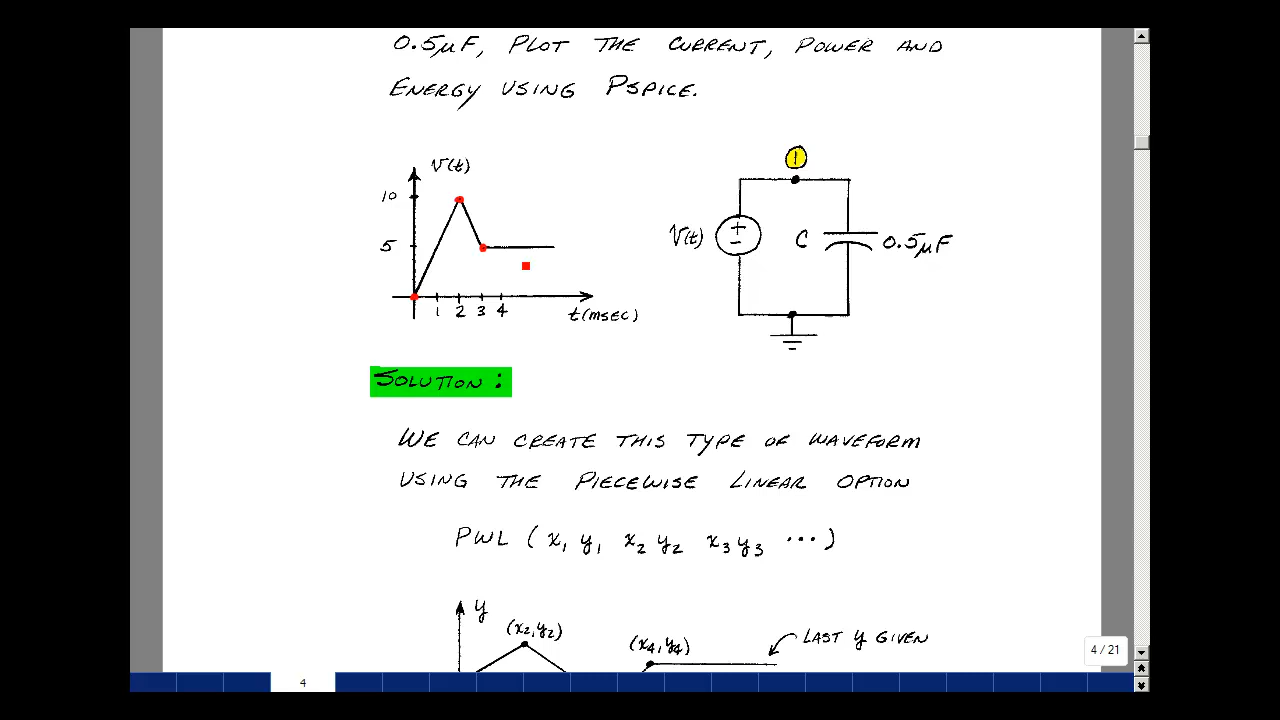 0.5μF, PLOT THE CURRENT, POWER AND
ENERGY USING PSPICE.
V(t)
10
5
1 2 3 4
t(msec)
1
V(t)
+
-
C
0.5μF
SOLUTION:
WE CAN CREATE THIS TYPE OF WAVEFORM
USING THE PIECEWISE LINEAR OPTION
PWL (x₁ y₁ x₂ y₂ x₃ y₃ ...)
y
(x₂,y₂)
(x₄,y₄)
LAST y GIVEN
4 / 21
4